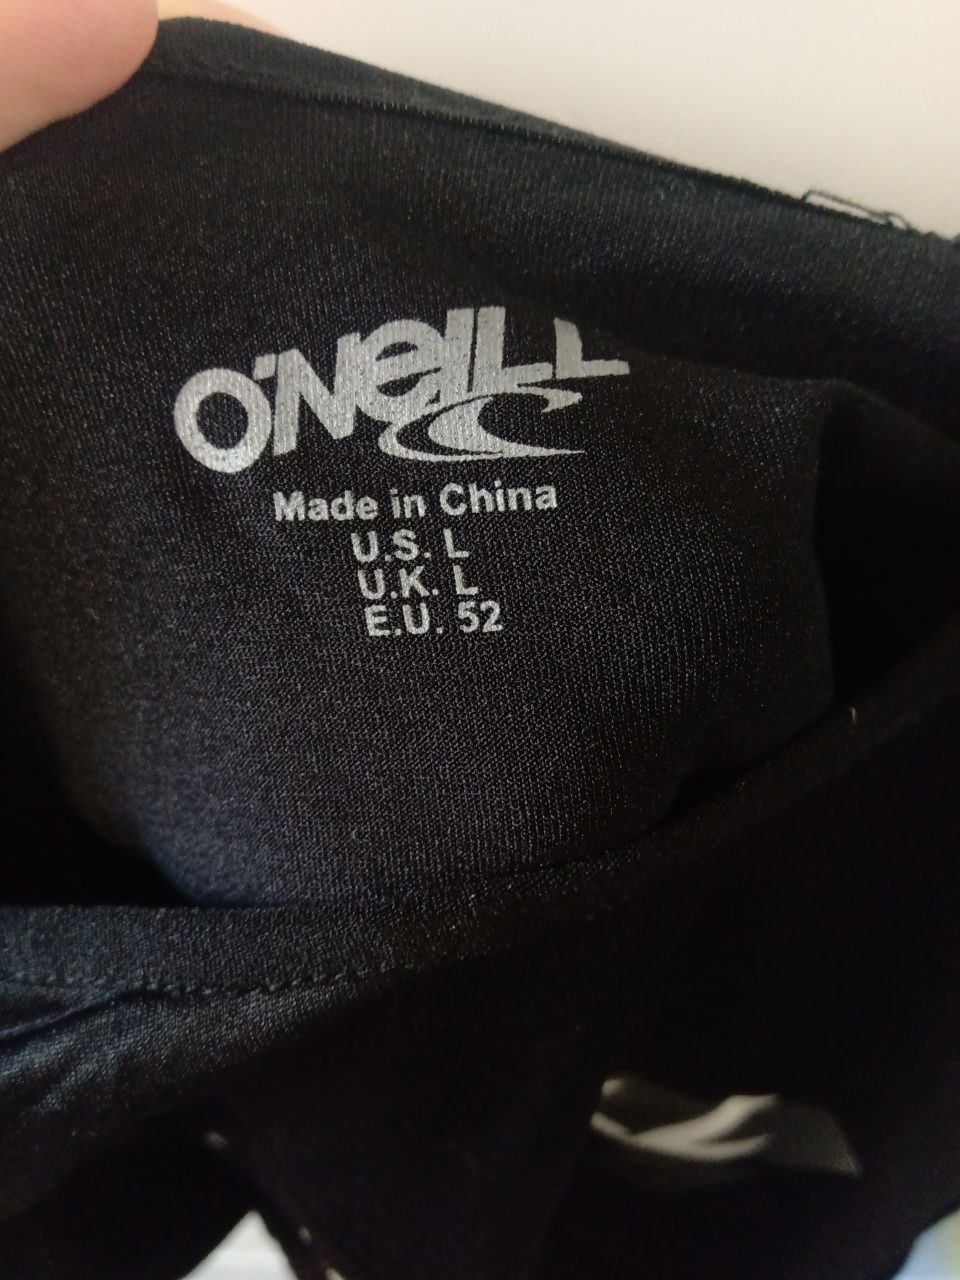 O'NEILL
Made in China
U.S. L
U.K. L
E.U. 52